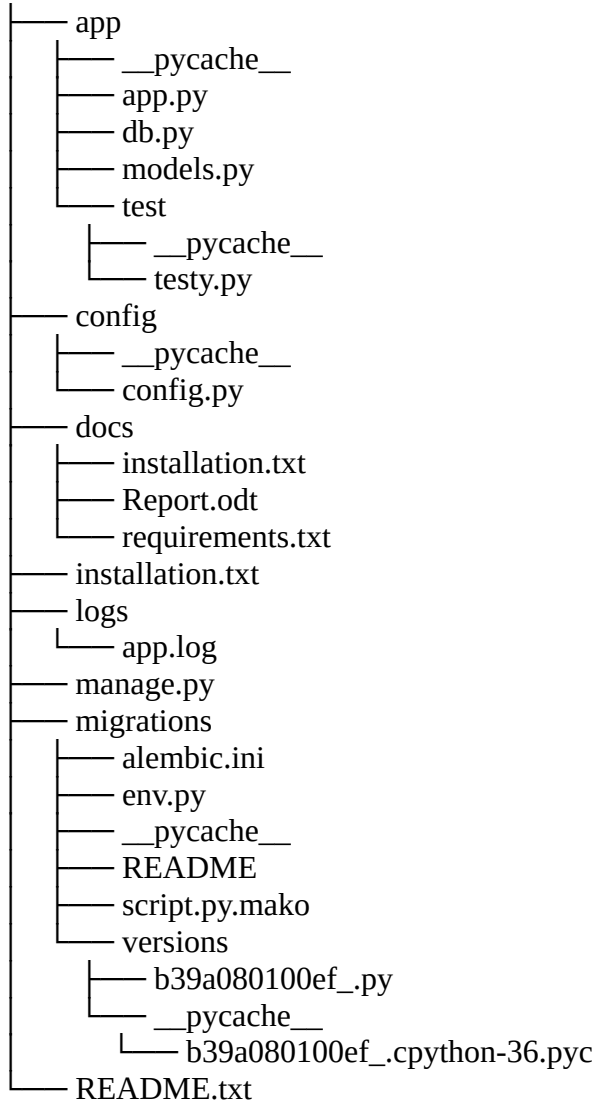 app
__pycache__
app.py
db.py
models.py
test
__pycache__
testy.py
config
__pycache__
config.py
docs
installation.txt
Report.odt
requirements.txt
installation.txt
logs
app.log
manage.py
migrations
alembic.ini
env.py
__pycache__
README
script.py.mako
versions
b39a080100ef_.py
__pycache__
b39a080100ef_.cpython-36.pyc
README.txt